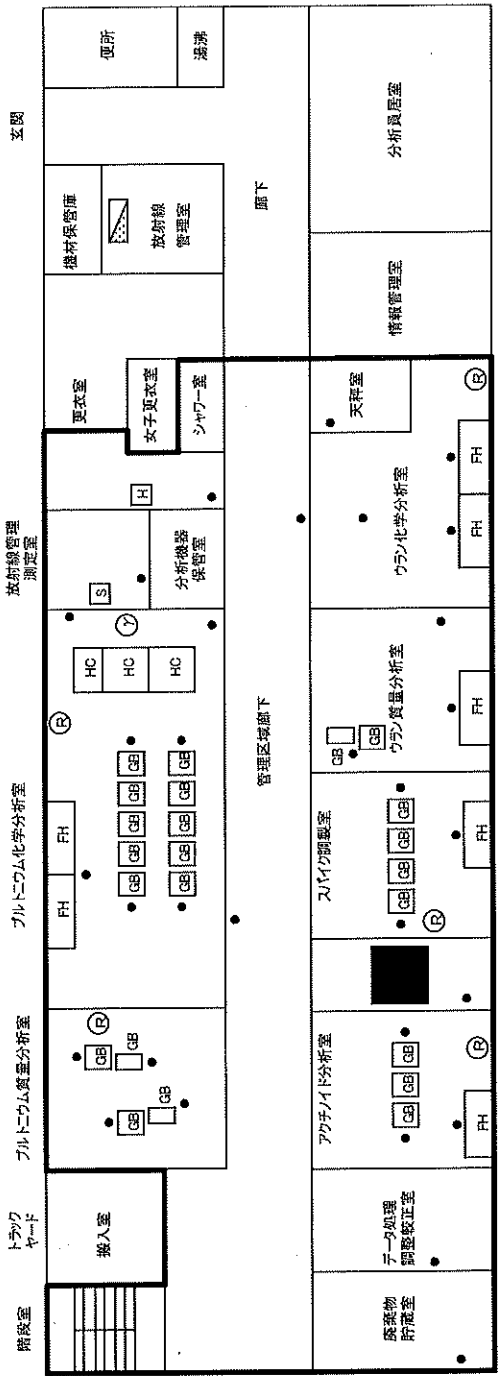 階段室
トラック
ヤード
搬入室
プルトニウム質量分析室
R
GB
GB
GB
GB
プルトニウム化学分析室
FH
FH
R
GB
GB
GB
GB
GB
GB
GB
GB
GB
GB
HC
HC
HC
γ
放射線管理
測定室
S
H
分析機器
保管室
更衣室
女子更衣室
シャワー室
機材保管庫
放射線
管理室
玄関
便所
湯沸
管理区域廊下
廊下
廃棄物
貯蔵室
データ処理
調整較正室
アクチノイド分析室
GB
GB
GB
FH
R
スパイク調製室
GB
GB
GB
GB
R
FH
ウラン質量分析室
GB
GB
FH
ウラン化学分析室
FH
FH
R
天秤室
情報管理室
分析員居室